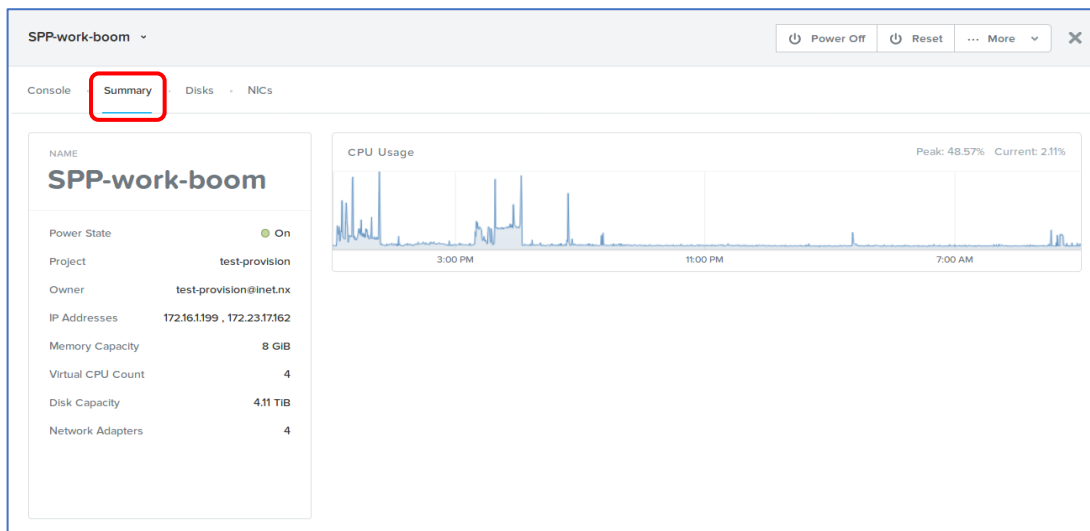 SPP-work-boom
Power Off Reset ... More
Console Summary Disks NICs
NAME
SPP-work-boom
Power State On
Project test-provision
Owner test-provision@inet.nx
IP Addresses 172.16.1.199 , 172.23.17.162
Memory Capacity 8 GiB
Virtual CPU Count 4
Disk Capacity 4.11 TiB
Network Adapters 4
CPU Usage Peak: 48.57% Current: 2.11%
3:00 PM 11:00 PM 7:00 AM